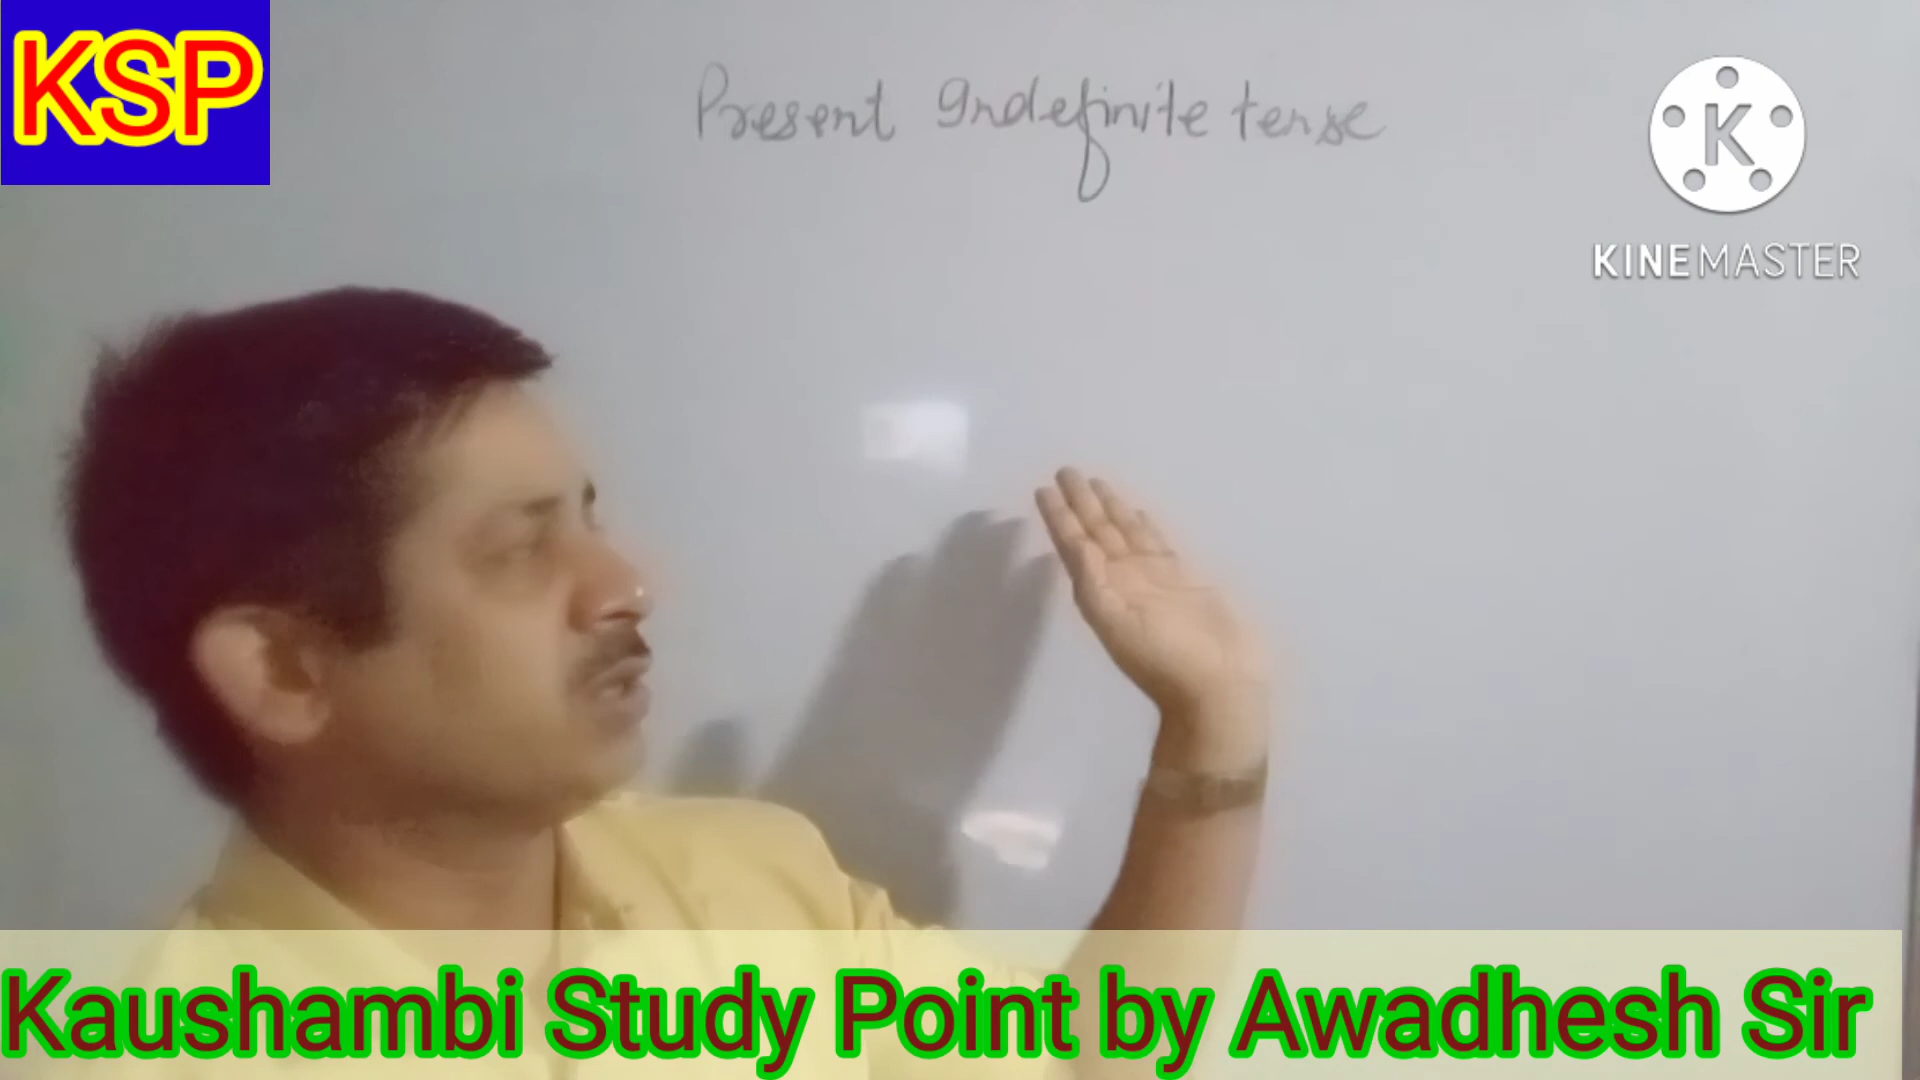 KSP
Present Indefinite tense
K
KINEMASTER
Kaushambi Study Point by Awadhesh Sir